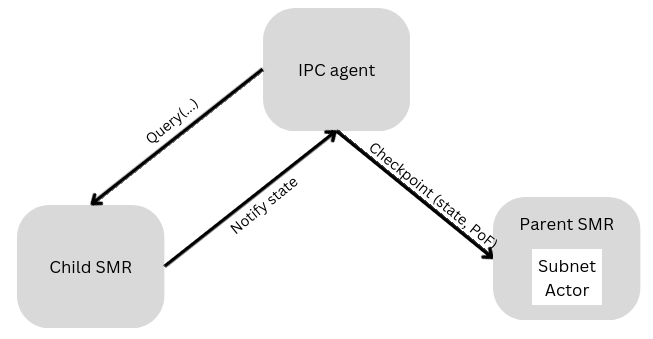 IPC agent
Query(...)
Notify state
Checkpoint (state, PoF)
Child SMR
Parent SMR
Subnet
Actor